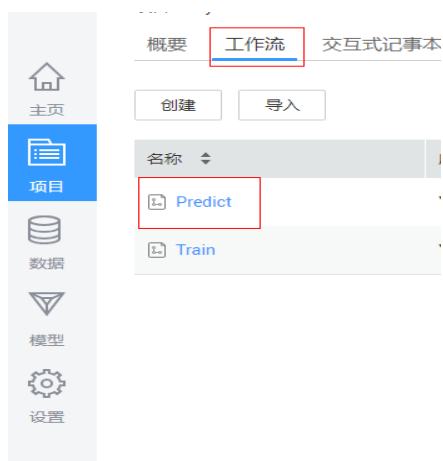 概要 工作流 交互式记事本
主页
创建 导入
名称
项目
Predict
数据
Train
模型
设置